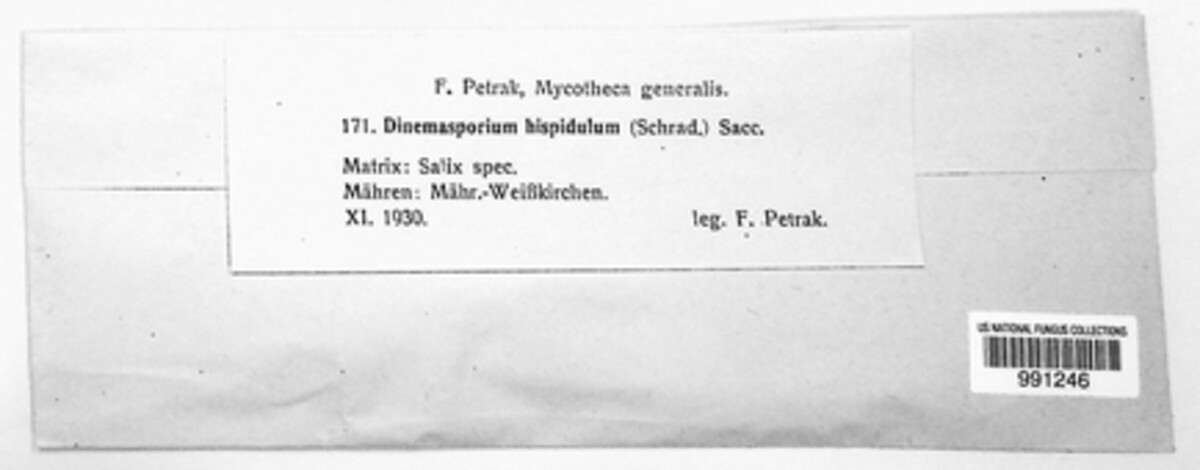 F. Petrak, Mycotheca generalis.
171. Dinemasporium hispidulum (Schrad.) Sacc.
Matrix: Salix spec.
Mähren: Mähr.-Weißkirchen.
XI. 1930. leg. F. Petrak.
US NATIONAL FUNGUS COLLECTIONS
991246